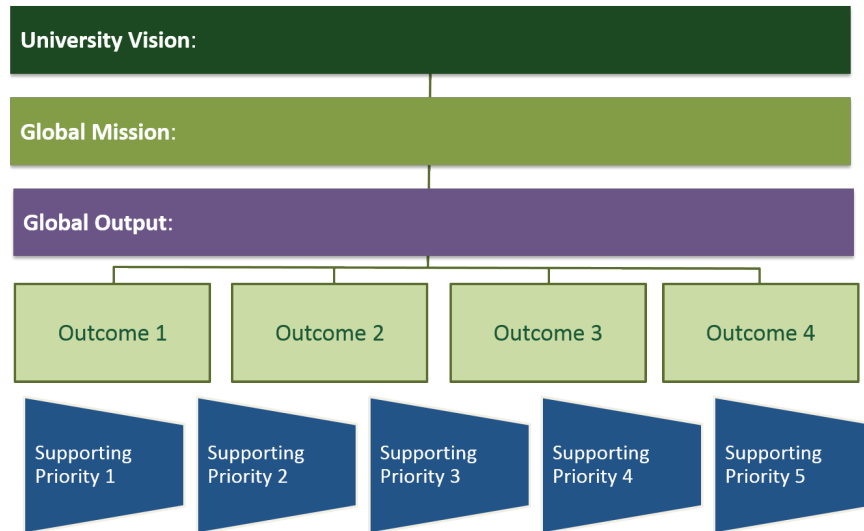 University Vision:
Global Mission:
Global Output:
Outcome 1
Outcome 2
Outcome 3
Outcome 4
Supporting
Priority 1
Supporting
Priority 2
Supporting
Priority 3
Supporting
Priority 4
Supporting
Priority 5